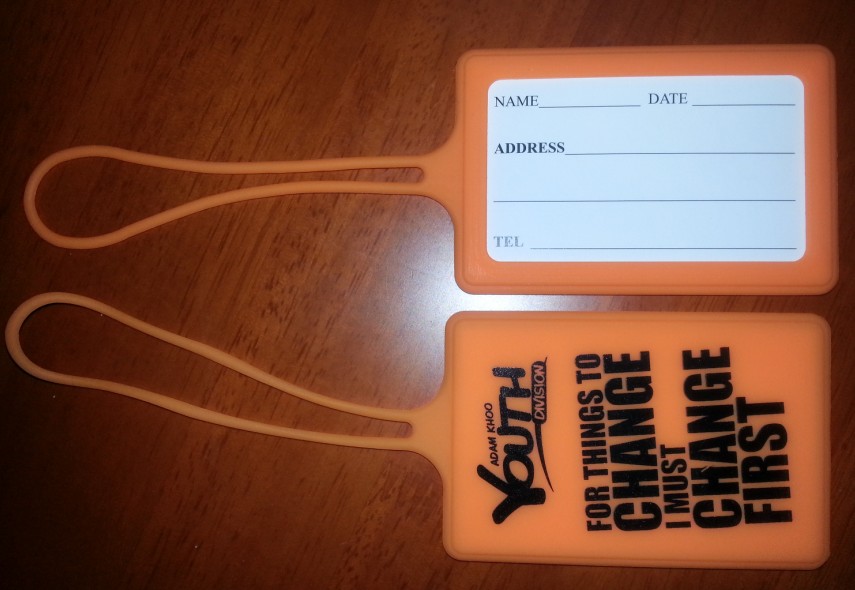 NAME DATE
ADDRESS
TEL
ADAM KHOO
YOUTH
DIVISION
FOR THINGS TO
CHANGE
I MUST
CHANGE
FIRST